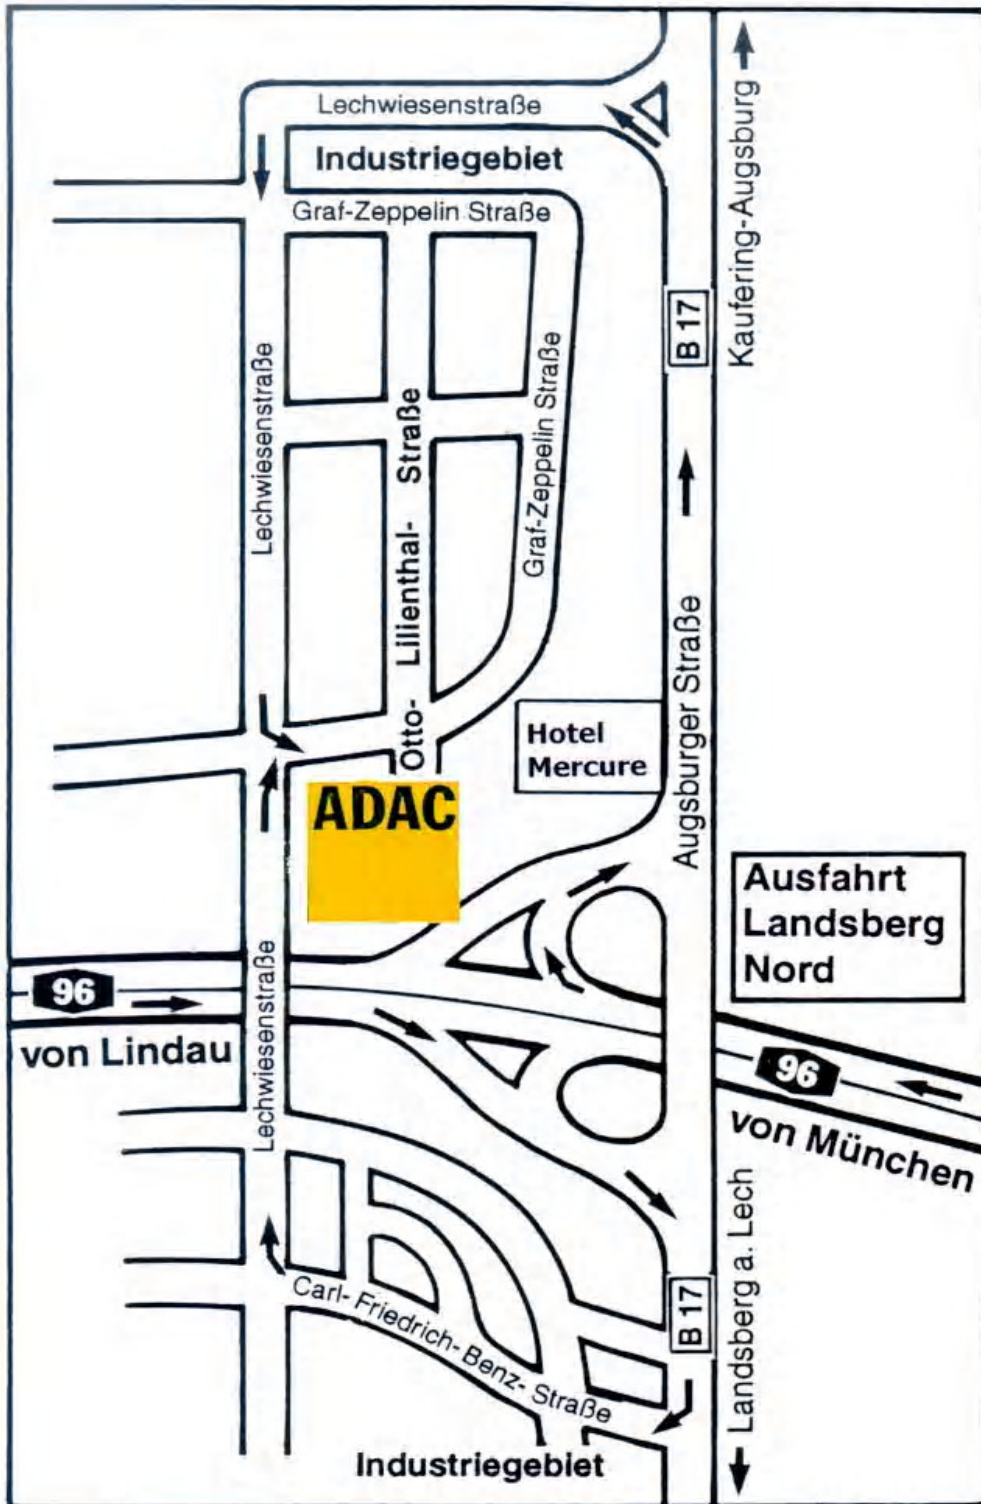 Lechwiesenstraße
Industriegebiet
Graf-Zeppelin Straße
Kaufering-Augsburg
B 17
Lechwiesenstraße
Otto- Lilienthal- Straße
Graf-Zeppelin Straße
Augsburger Straße
Hotel
Mercure
ADAC
Ausfahrt
Landsberg
Nord
96
von Lindau
Lechwiesenstraße
96
von München
Landsberg a. Lech
B 17
Carl- Friedrich- Benz- Straße
Industriegebiet